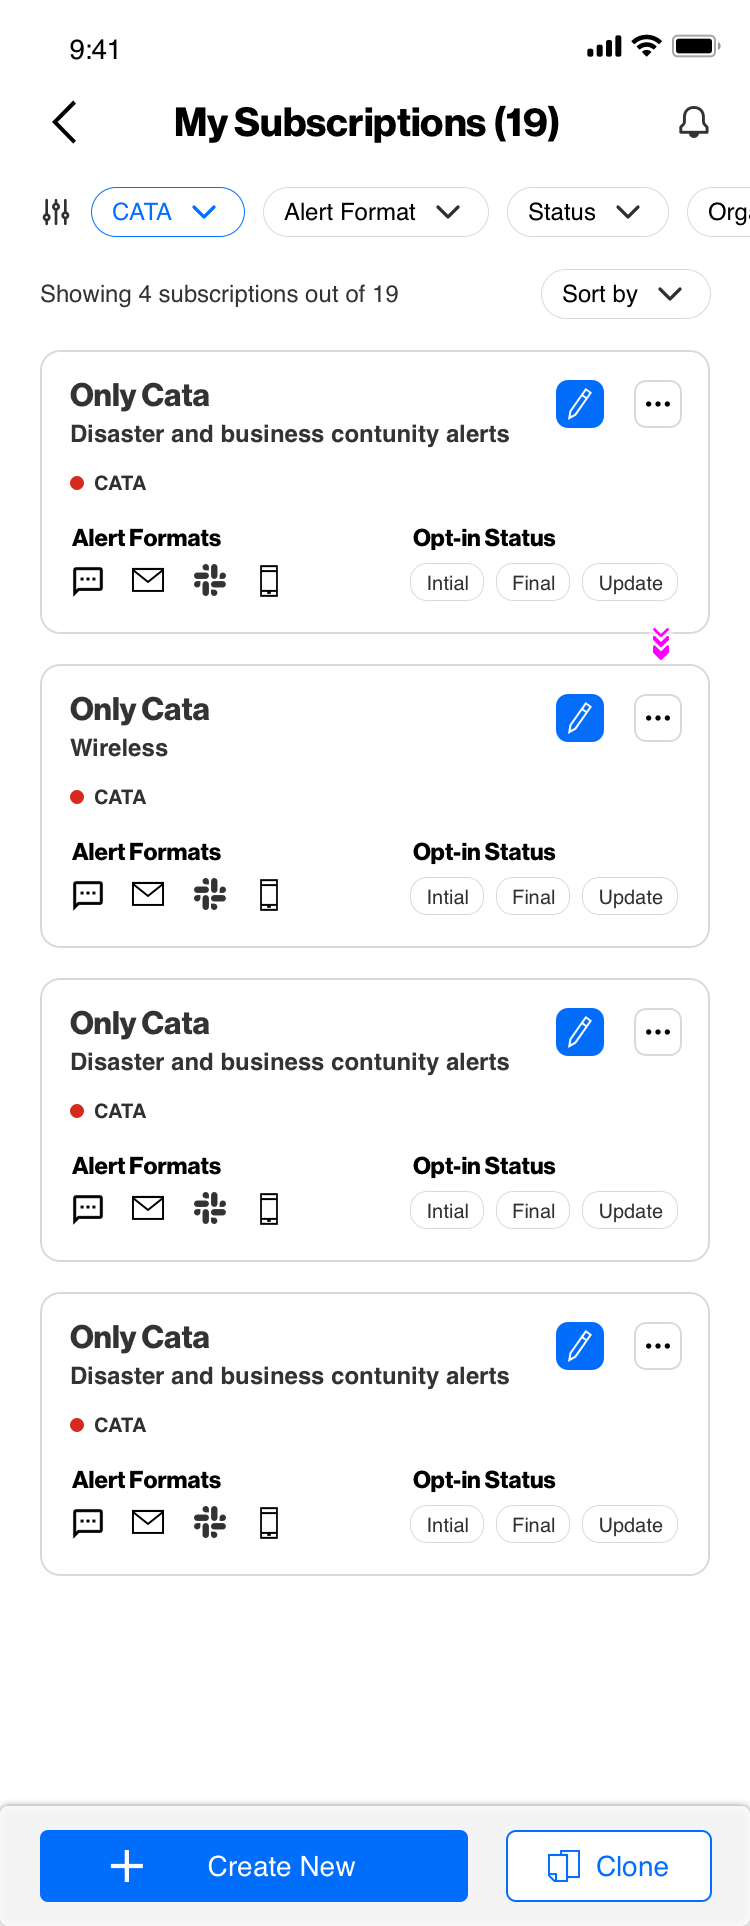 9:41
My Subscriptions (19)
CATA
Alert Format
Status
Orga
Showing 4 subscriptions out of 19
Sort by
Only Cata
Disaster and business contunity alerts
CATA
Alert Formats
Opt-in Status
Intial
Final
Update
Only Cata
Wireless
CATA
Alert Formats
Opt-in Status
Intial
Final
Update
Only Cata
Disaster and business contunity alerts
CATA
Alert Formats
Opt-in Status
Intial
Final
Update
Only Cata
Disaster and business contunity alerts
CATA
Alert Formats
Opt-in Status
Intial
Final
Update
Create New
Clone